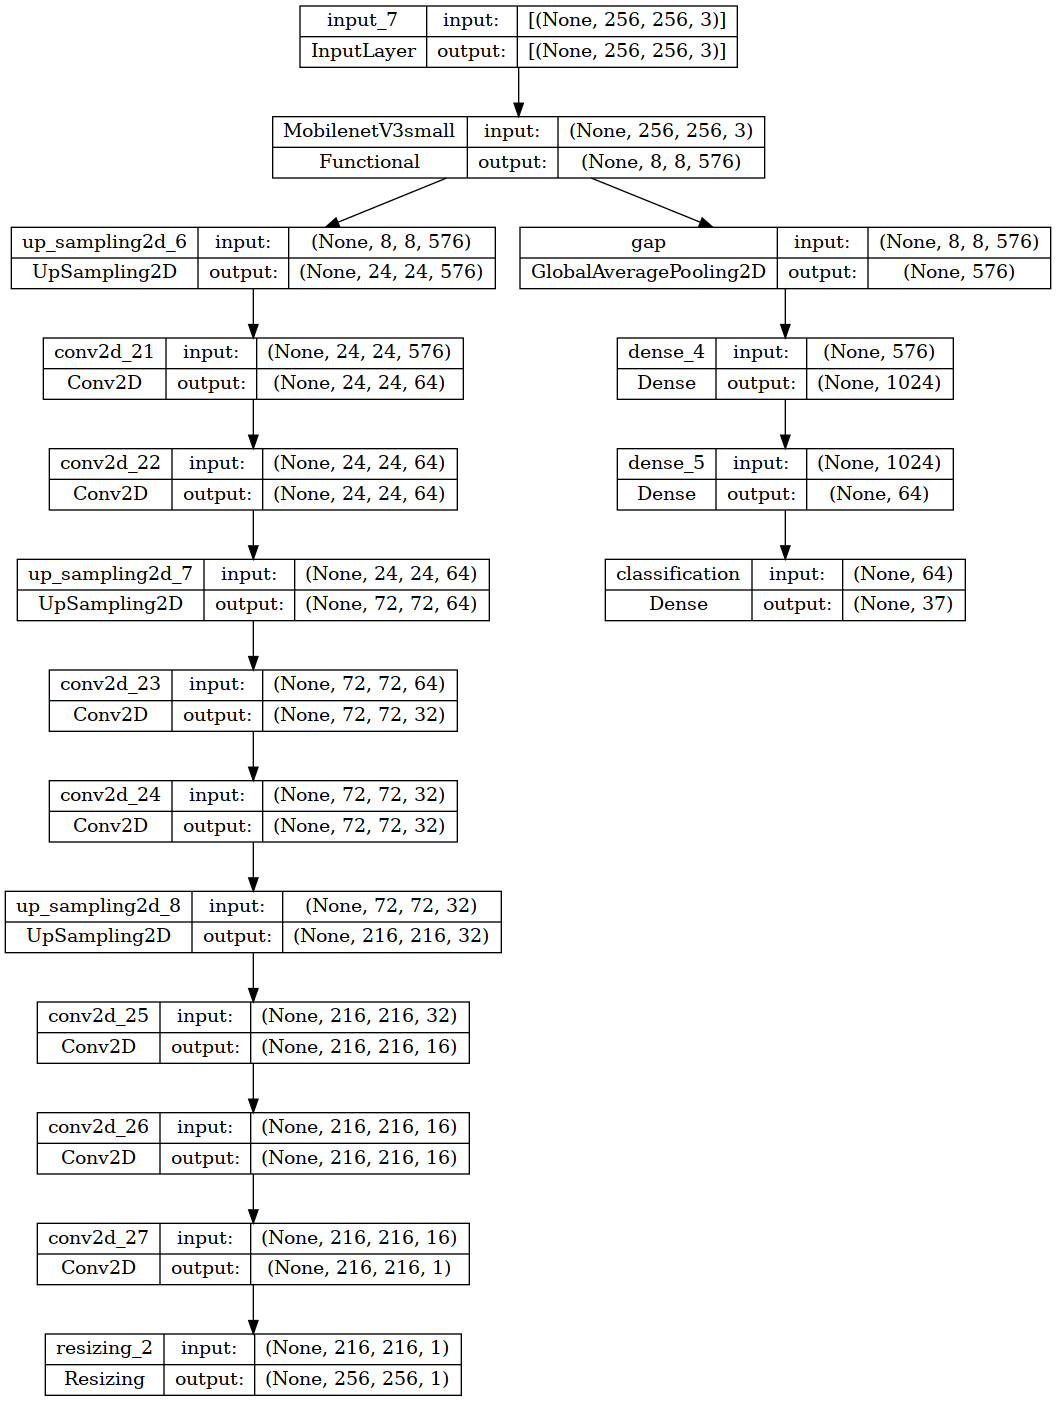 input_7 input: [(None, 256, 256, 3)]
InputLayer output: [(None, 256, 256, 3)]
MobilenetV3small input: (None, 256, 256, 3)
Functional output: (None, 8, 8, 576)
up_sampling2d_6 input: (None, 8, 8, 576)
UpSampling2D output: (None, 24, 24, 576)
gap input: (None, 8, 8, 576)
GlobalAveragePooling2D output: (None, 576)
conv2d_21 input: (None, 24, 24, 576)
Conv2D output: (None, 24, 24, 64)
dense_4 input: (None, 576)
Dense output: (None, 1024)
conv2d_22 input: (None, 24, 24, 64)
Conv2D output: (None, 24, 24, 64)
dense_5 input: (None, 1024)
Dense output: (None, 64)
up_sampling2d_7 input: (None, 24, 24, 64)
UpSampling2D output: (None, 72, 72, 64)
classification input: (None, 64)
Dense output: (None, 37)
conv2d_23 input: (None, 72, 72, 64)
Conv2D output: (None, 72, 72, 32)
conv2d_24 input: (None, 72, 72, 32)
Conv2D output: (None, 72, 72, 32)
up_sampling2d_8 input: (None, 72, 72, 32)
UpSampling2D output: (None, 216, 216, 32)
conv2d_25 input: (None, 216, 216, 32)
Conv2D output: (None, 216, 216, 16)
conv2d_26 input: (None, 216, 216, 16)
Conv2D output: (None, 216, 216, 16)
conv2d_27 input: (None, 216, 216, 16)
Conv2D output: (None, 216, 216, 1)
resizing_2 input: (None, 216, 216, 1)
Resizing output: (None, 256, 256, 1)